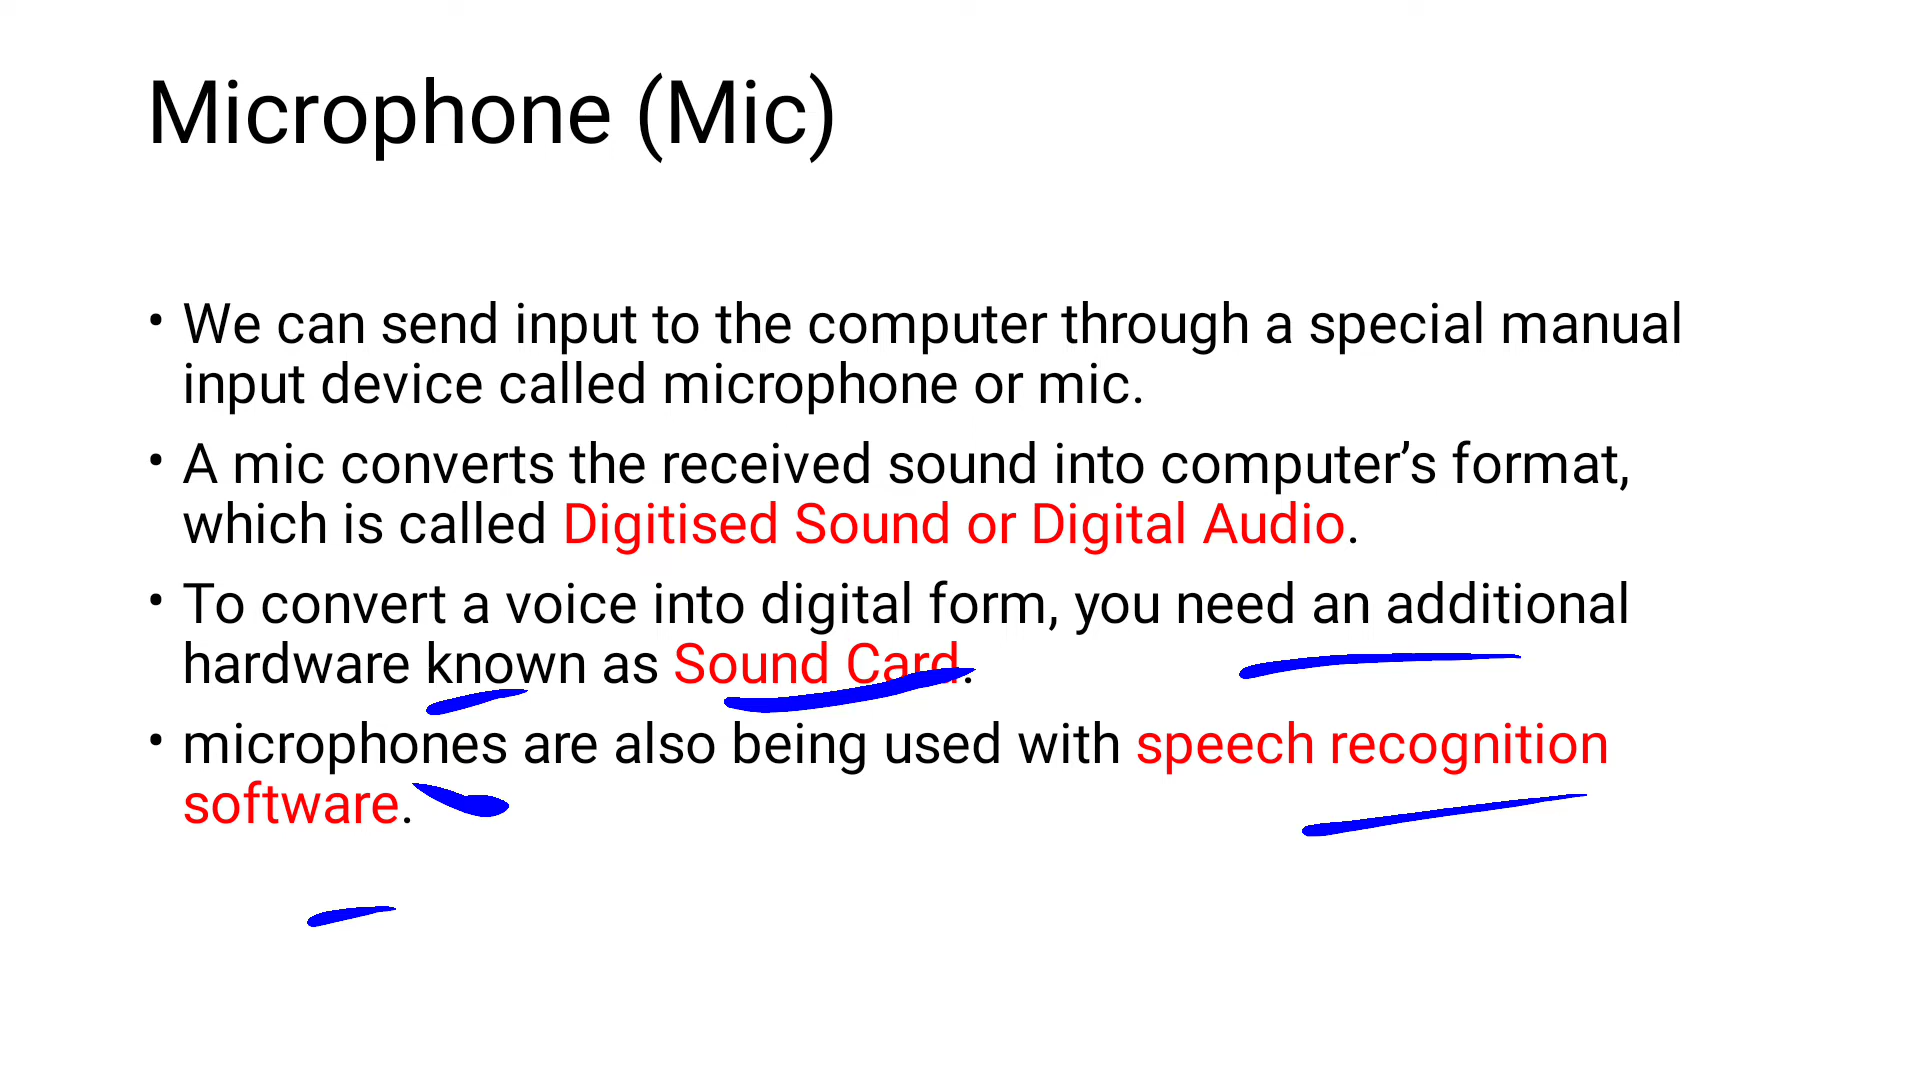 Microphone (Mic)
• We can send input to the computer through a special manual
input device called microphone or mic.
• A mic converts the received sound into computer’s format,
which is called Digitised Sound or Digital Audio.
• To convert a voice into digital form, you need an additional
hardware known as Sound Card.
• microphones are also being used with speech recognition
software.